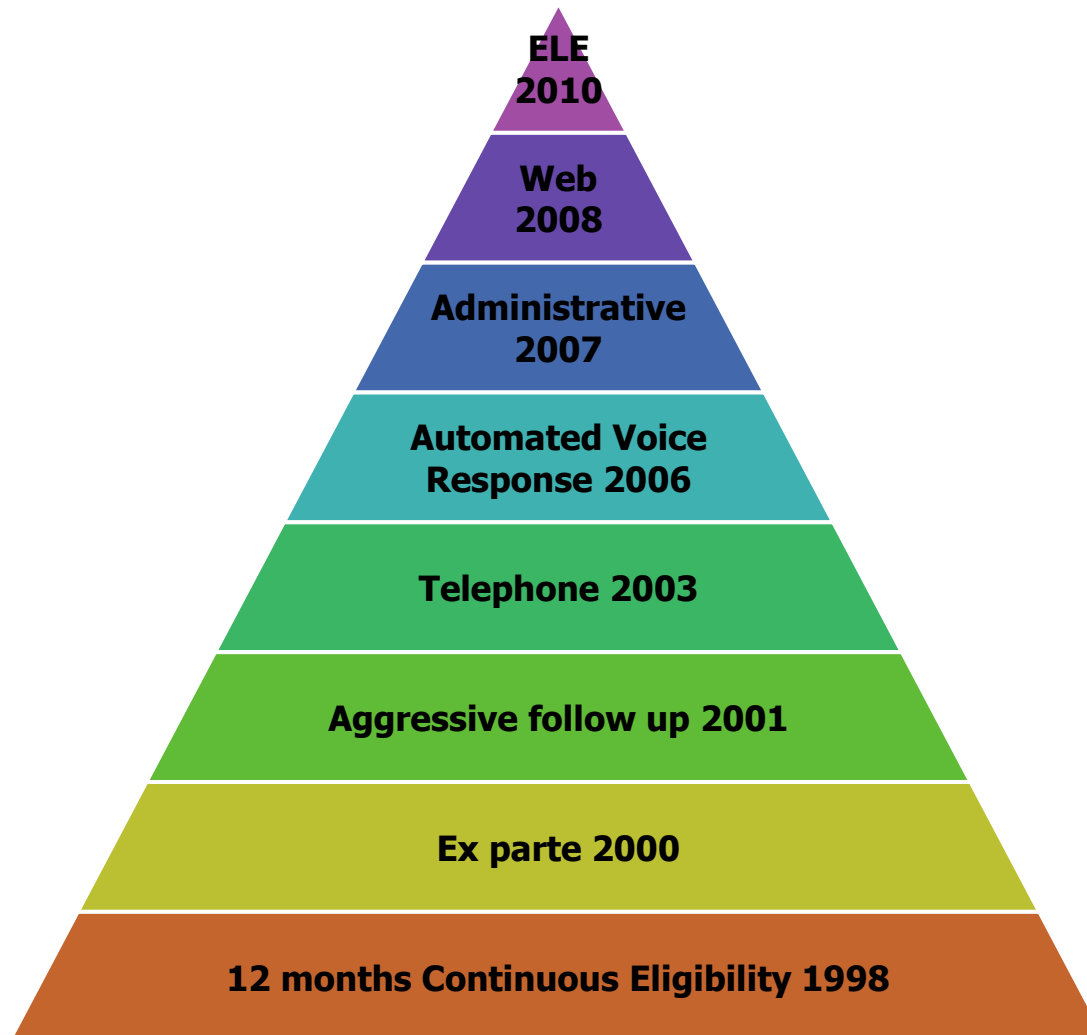 ELE
2010
Web
2008
Administrative
2007
Automated Voice
Response 2006
Telephone 2003
Aggressive follow up 2001
Ex parte 2000
12 months Continuous Eligibility 1998